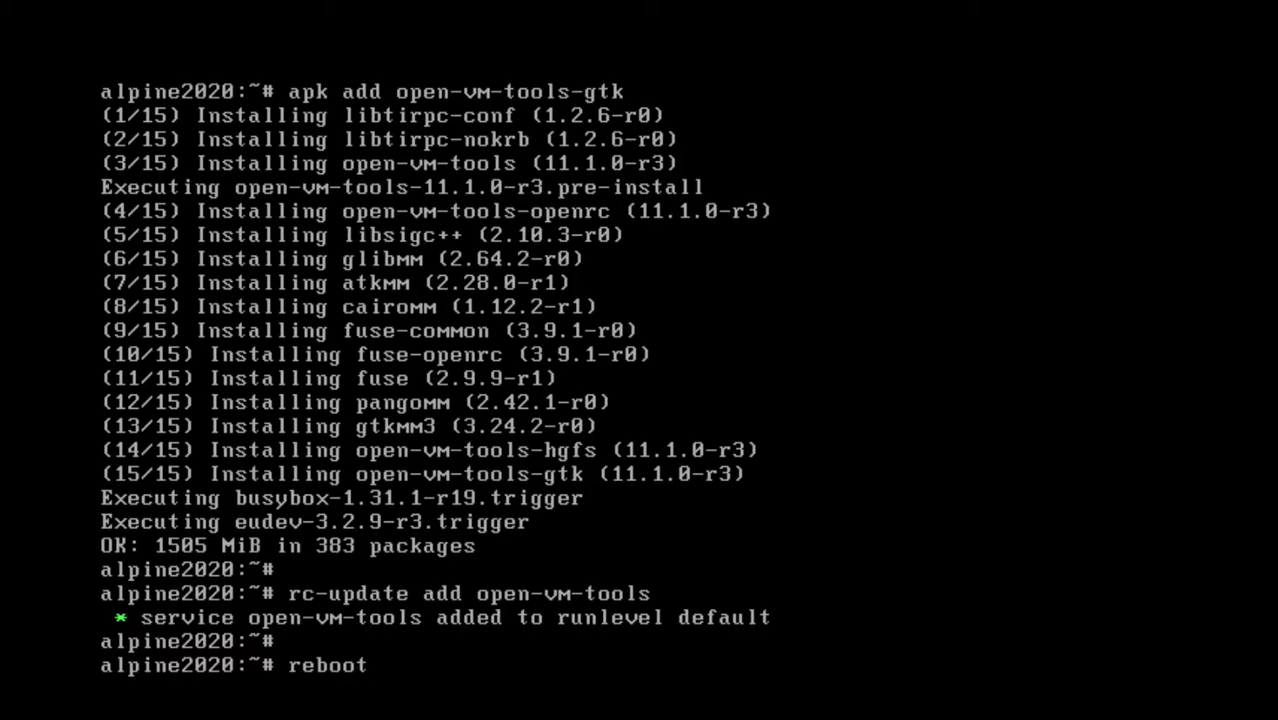 alpine2020:~# apk add open-vm-tools-gtk
(1/15) Installing libtirpc-conf (1.2.6-r0)
(2/15) Installing libtirpc-nokrb (1.2.6-r0)
(3/15) Installing open-vm-tools (11.1.0-r3)
Executing open-vm-tools-11.1.0-r3.pre-install
(4/15) Installing open-vm-tools-openrc (11.1.0-r3)
(5/15) Installing libsigc++ (2.10.3-r0)
(6/15) Installing glibmm (2.64.2-r0)
(7/15) Installing atkmm (2.28.0-r1)
(8/15) Installing cairomm (1.12.2-r1)
(9/15) Installing fuse-common (3.9.1-r0)
(10/15) Installing fuse-openrc (3.9.1-r0)
(11/15) Installing fuse (2.9.9-r1)
(12/15) Installing pangomm (2.42.1-r0)
(13/15) Installing gtkmm3 (3.24.2-r0)
(14/15) Installing open-vm-tools-hgfs (11.1.0-r3)
(15/15) Installing open-vm-tools-gtk (11.1.0-r3)
Executing busybox-1.31.1-r19.trigger
Executing eudev-3.2.9-r3.trigger
OK: 1505 MiB in 383 packages
alpine2020:~#
alpine2020:~# rc-update add open-vm-tools
 * service open-vm-tools added to runlevel default
alpine2020:~#
alpine2020:~# reboot